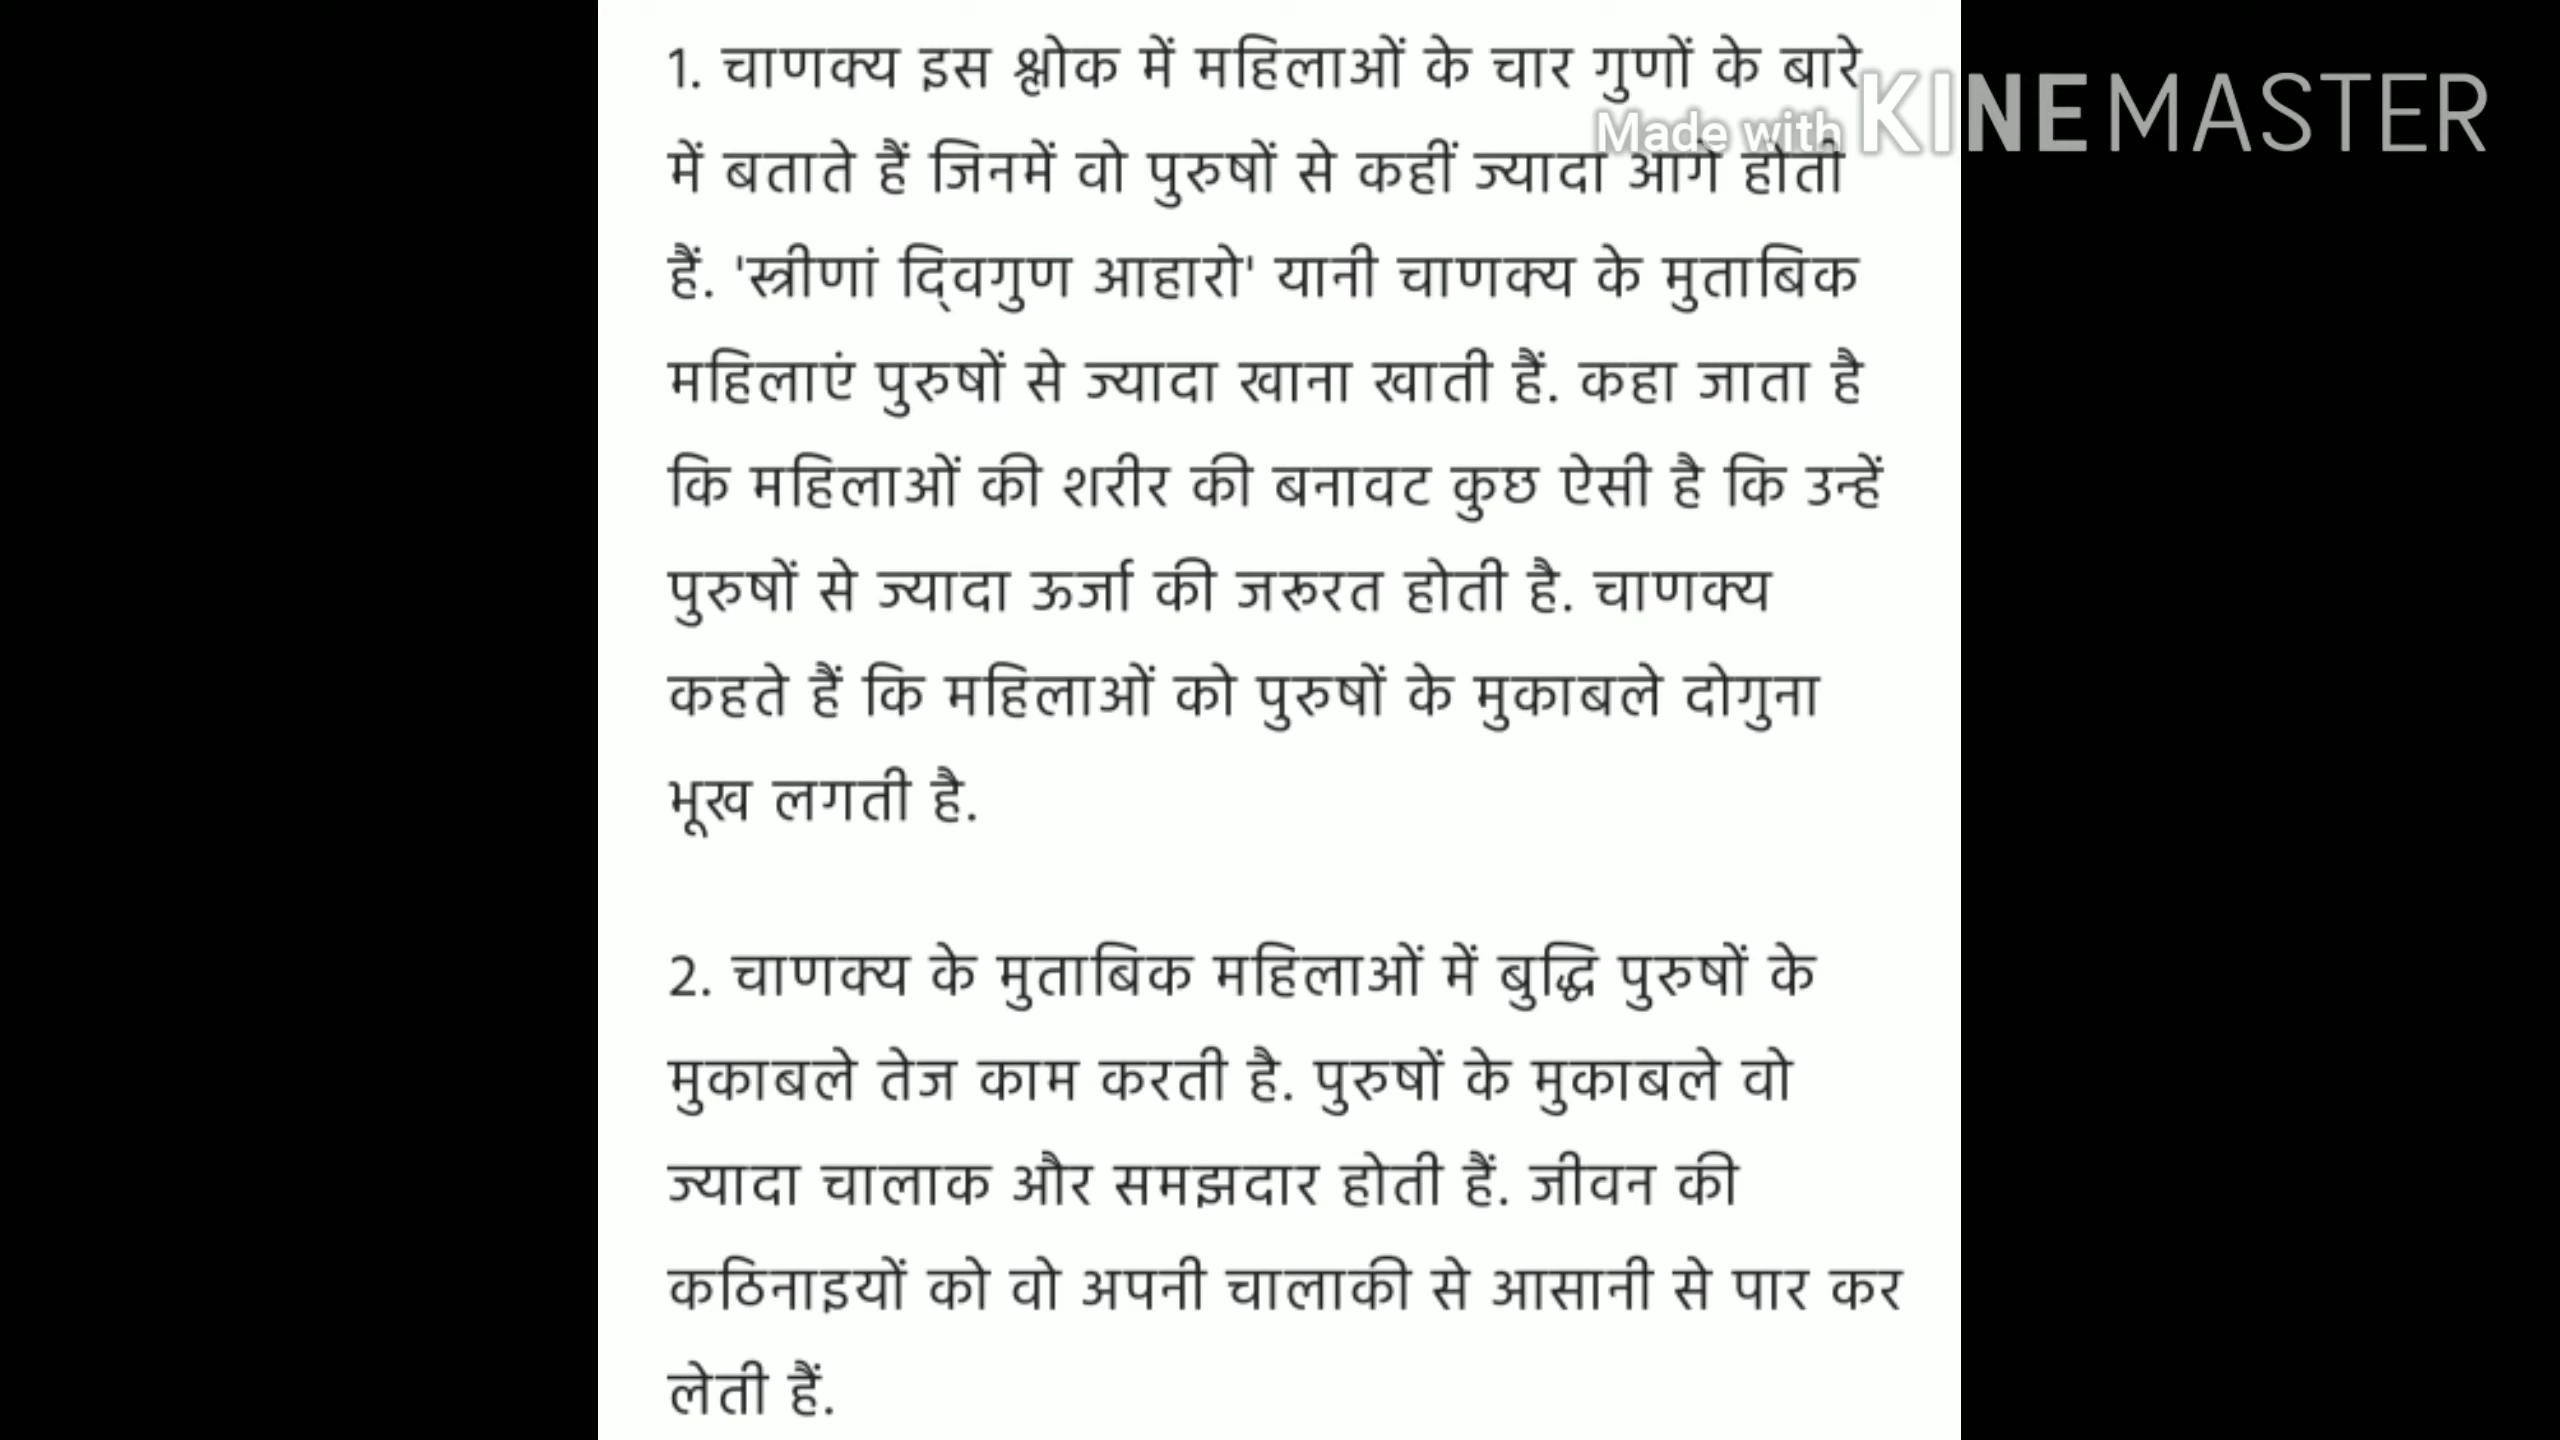 1. चाणक्य इस श्लोक में महिलाओं के चार गुणों के बारे
Made with KINEMASTER
में बताते हैं जिनमें वो पुरुषों से कहीं ज्यादा आगे होती
हैं. 'स्त्रीणां दि्वगुण आहारो' यानी चाणक्य के मुताबिक
महिलाएं पुरुषों से ज्यादा खाना खाती हैं. कहा जाता है
कि महिलाओं की शरीर की बनावट कुछ ऐसी है कि उन्हें
पुरुषों से ज्यादा ऊर्जा की जरूरत होती है. चाणक्य
कहते हैं कि महिलाओं को पुरुषों के मुकाबले दोगुना
भूख लगती है.
2. चाणक्य के मुताबिक महिलाओं में बुद्धि पुरुषों के
मुकाबले तेज काम करती है. पुरुषों के मुकाबले वो
ज्यादा चालाक और समझदार होती हैं. जीवन की
कठिनाइयों को वो अपनी चालाकी से आसानी से पार कर
लेती हैं.